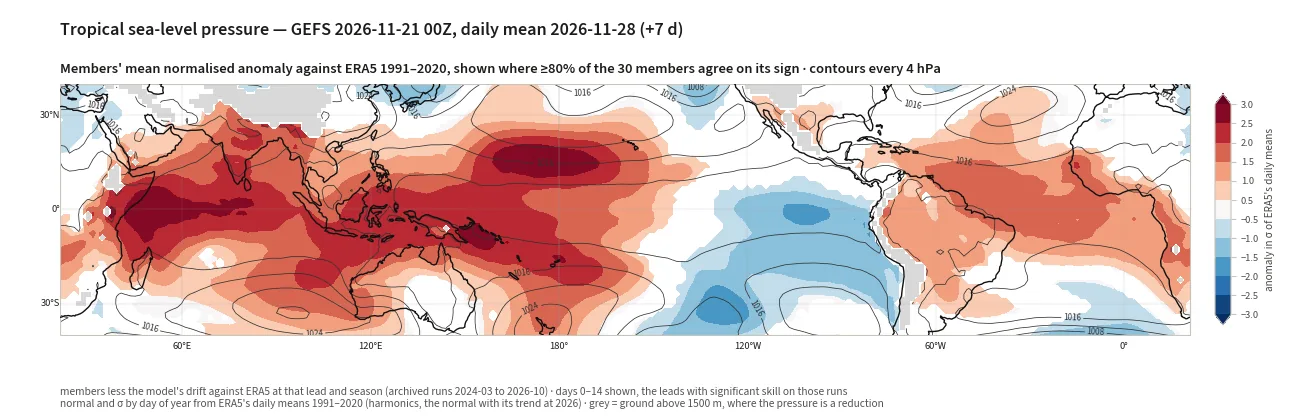 Tropical sea-level pressure — GEFS 2026-11-21 00Z, daily mean 2026-11-28 (+7 d)
Members' mean normalised anomaly against ERA5 1991–2020, shown where ≥80% of the 30 members agree on its sign · contours every 4 hPa
30°N
0°
30°S
60°E
120°E
180°
120°W
60°W
0°
1016
1016
1016
1016
1016
1008
1016
1024
1016
1016
1016
1024
1016
1024
1016
1016
1008
3.0
2.5
2.0
1.5
1.0
0.5
−0.5
−1.0
−1.5
−2.0
−2.5
−3.0
anomaly in σ of ERA5's daily means
members less the model's drift against ERA5 at that lead and season (archived runs 2024-03 to 2026-10) · days 0–14 shown, the leads with significant skill on those runs
normal and σ by day of year from ERA5's daily means 1991–2020 (harmonics, the normal with its trend at 2026) · grey = ground above 1500 m, where the pressure is a reduction